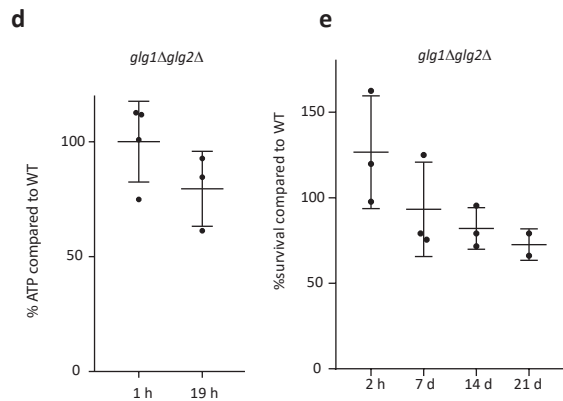 d
glg1Δglg2Δ
% ATP compared to WT
100
50
0
1 h
19 h
e
glg1Δglg2Δ
%survival compared to WT
150
100
50
0
2 h
7 d
14 d
21 d